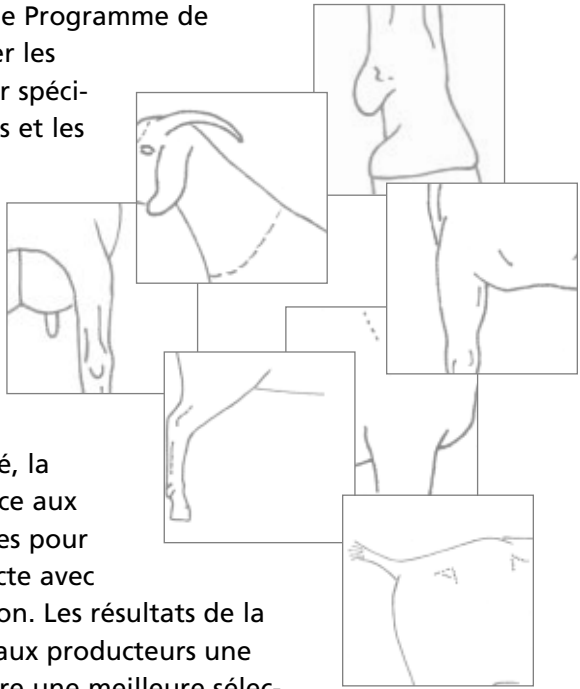 e Programme de
er les
r spéci-
s et les
é, la
ce aux
es pour
cte avec
on. Les résultats de la
aux producteurs une
re une meilleure sélec-